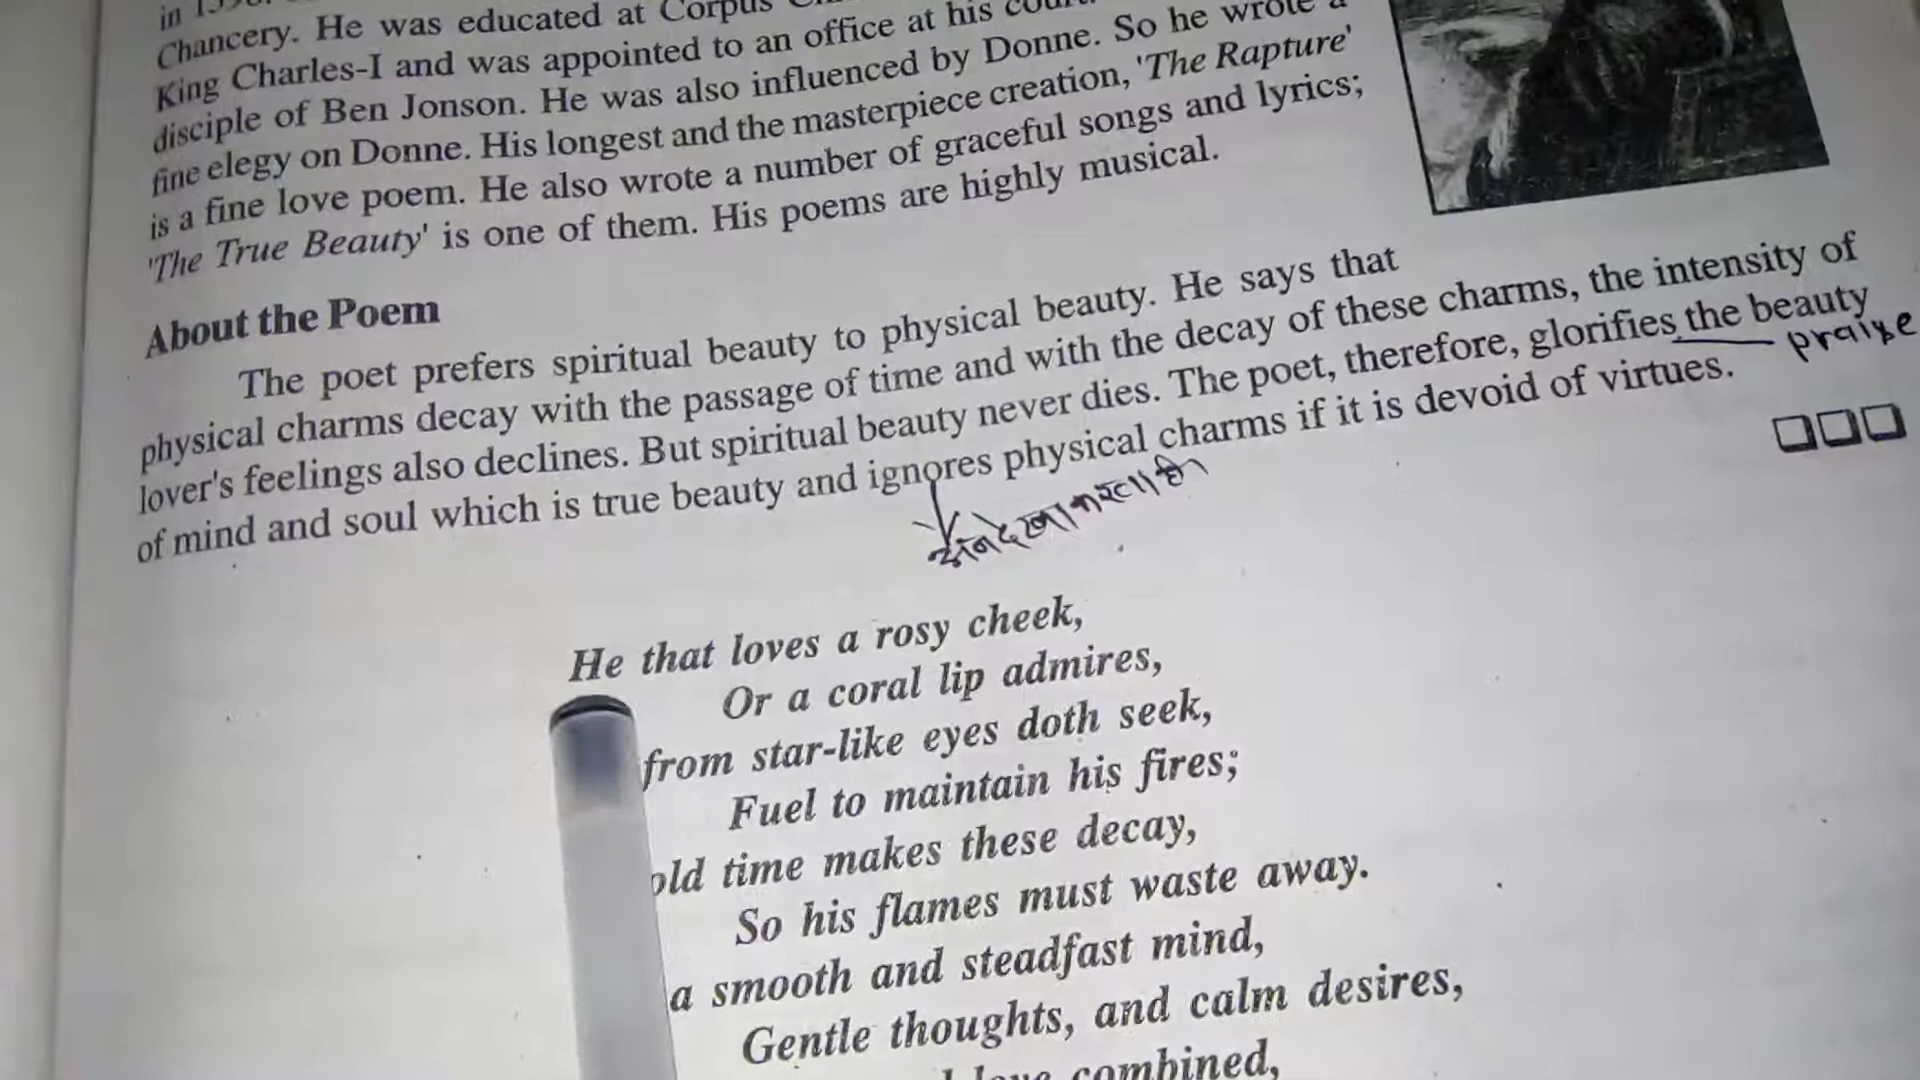 in
Chancery. He was educated at Corpus
King Charles-I and was appointed to an office at his
disciple of Ben Jonson. He was also influenced by Donne. So he wrote a
fine elegy on Donne. His longest and the masterpiece creation, 'The Rapture'
is a fine love poem. He also wrote a number of graceful songs and lyrics;
'The True Beauty' is one of them. His poems are highly musical.
About the Poem
The poet prefers spiritual beauty to physical beauty. He says that
physical charms decay with the passage of time and with the decay of these charms, the intensity of
lover's feelings also declines. But spiritual beauty never dies. The poet, therefore, glorifies the beauty
praise
of mind and soul which is true beauty and ignores physical charms if it is devoid of virtues.
He that loves a rosy cheek,
Or a coral lip admires,
from star-like eyes doth seek,
Fuel to maintain his fires;
old time makes these decay,
So his flames must waste away.
a smooth and steadfast mind,
Gentle thoughts, and calm desires,
love combined,